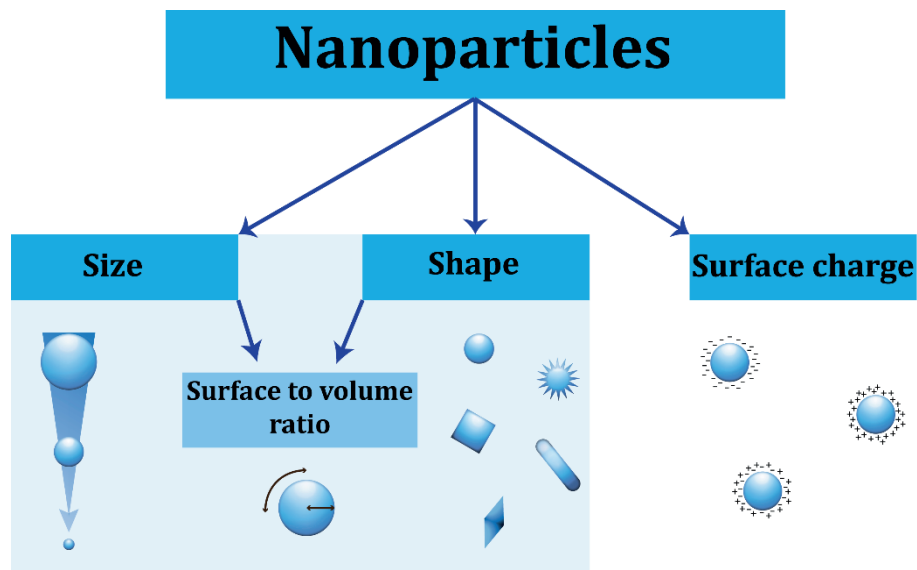 Nanoparticles
Size
Shape
Surface charge
Surface to volume
ratio